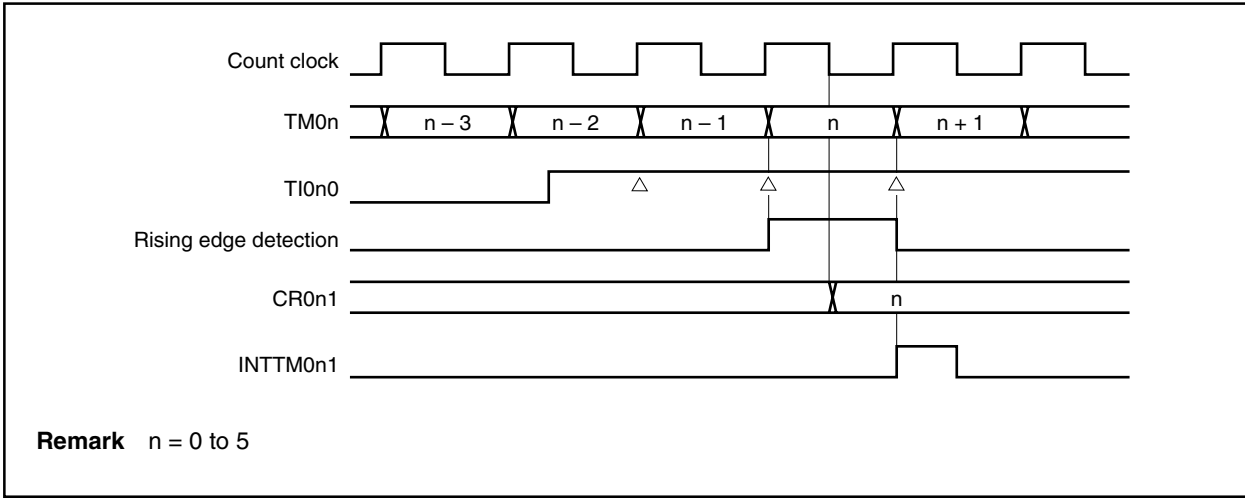 Count clock
TM0n n – 3 n – 2 n – 1 n n + 1
TI0n0
Rising edge detection
CR0n1 n
INTTM0n1
Remark n = 0 to 5